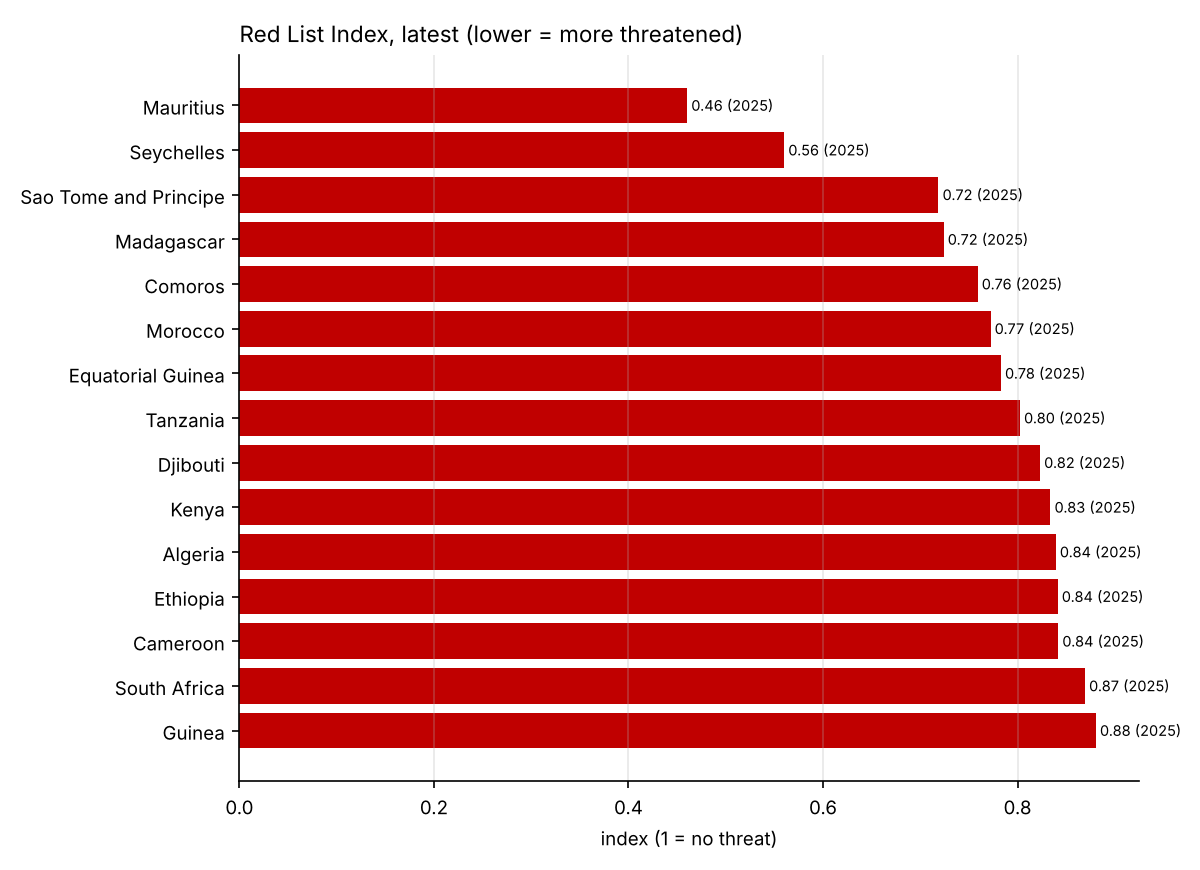 Red List Index, latest (lower = more threatened)
Mauritius 0.46 (2025)
Seychelles 0.56 (2025)
Sao Tome and Principe 0.72 (2025)
Madagascar 0.72 (2025)
Comoros 0.76 (2025)
Morocco 0.77 (2025)
Equatorial Guinea 0.78 (2025)
Tanzania 0.80 (2025)
Djibouti 0.82 (2025)
Kenya 0.83 (2025)
Algeria 0.84 (2025)
Ethiopia 0.84 (2025)
Cameroon 0.84 (2025)
South Africa 0.87 (2025)
Guinea 0.88 (2025)
0.0 0.2 0.4 0.6 0.8
index (1 = no threat)